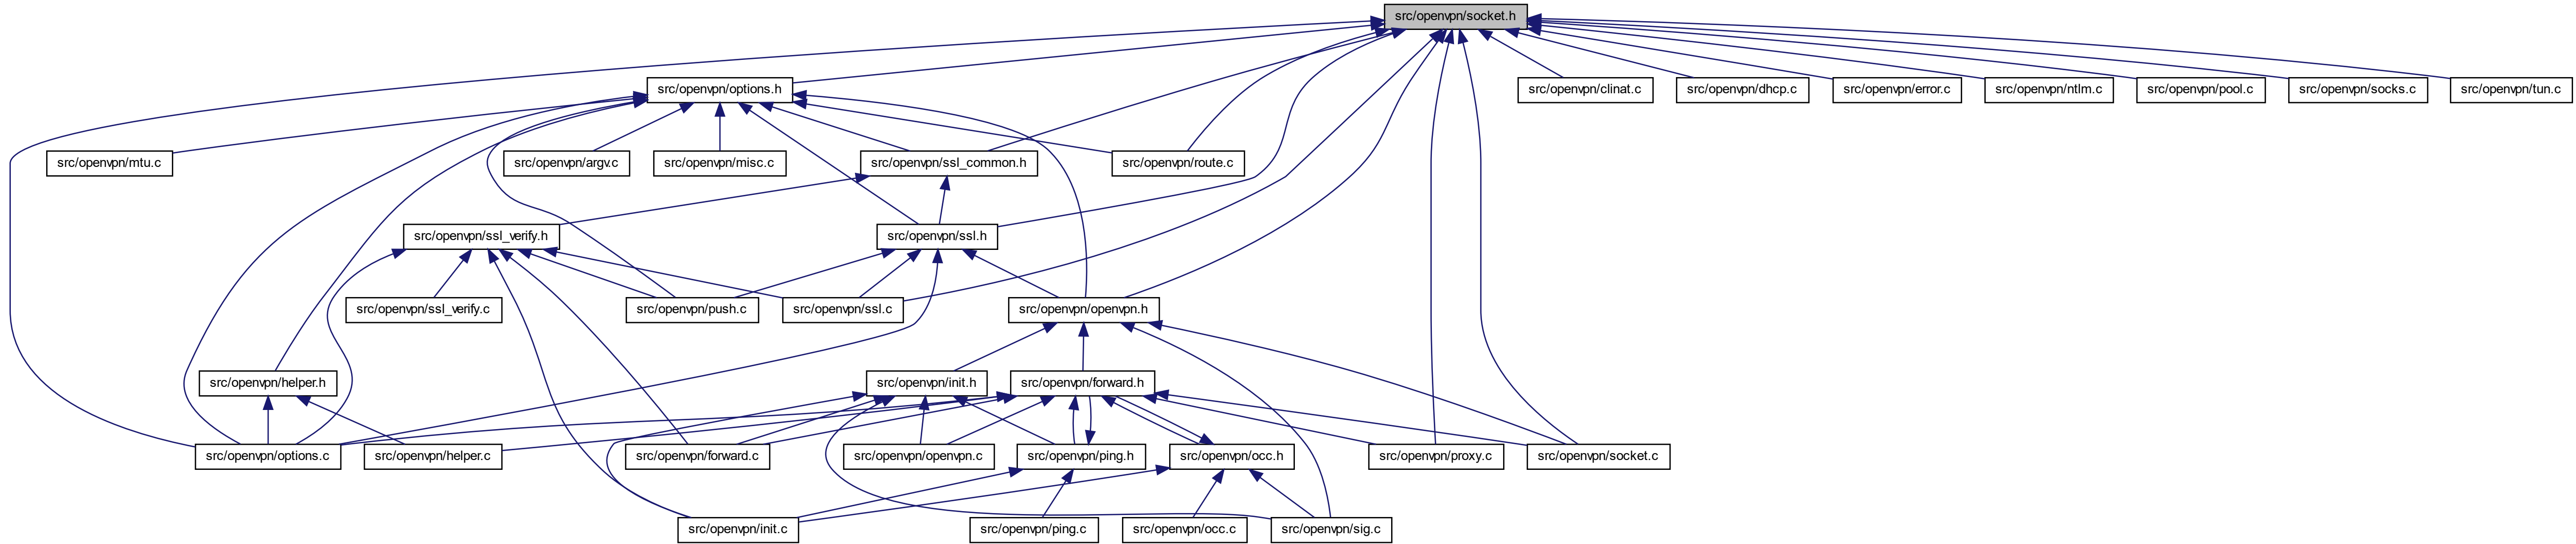 src/openvpn/socket.h
src/openvpn/options.h
src/openvpn/clinat.c
src/openvpn/dhcp.c
src/openvpn/error.c
src/openvpn/ntlm.c
src/openvpn/pool.c
src/openvpn/socks.c
src/openvpn/tun.c
src/openvpn/mtu.c
src/openvpn/argv.c
src/openvpn/misc.c
src/openvpn/ssl_common.h
src/openvpn/route.c
src/openvpn/ssl_verify.h
src/openvpn/ssl.h
src/openvpn/ssl_verify.c
src/openvpn/push.c
src/openvpn/ssl.c
src/openvpn/openvpn.h
src/openvpn/helper.h
src/openvpn/init.h
src/openvpn/forward.h
src/openvpn/options.c
src/openvpn/helper.c
src/openvpn/forward.c
src/openvpn/openvpn.c
src/openvpn/ping.h
src/openvpn/occ.h
src/openvpn/proxy.c
src/openvpn/socket.c
src/openvpn/init.c
src/openvpn/ping.c
src/openvpn/occ.c
src/openvpn/sig.c